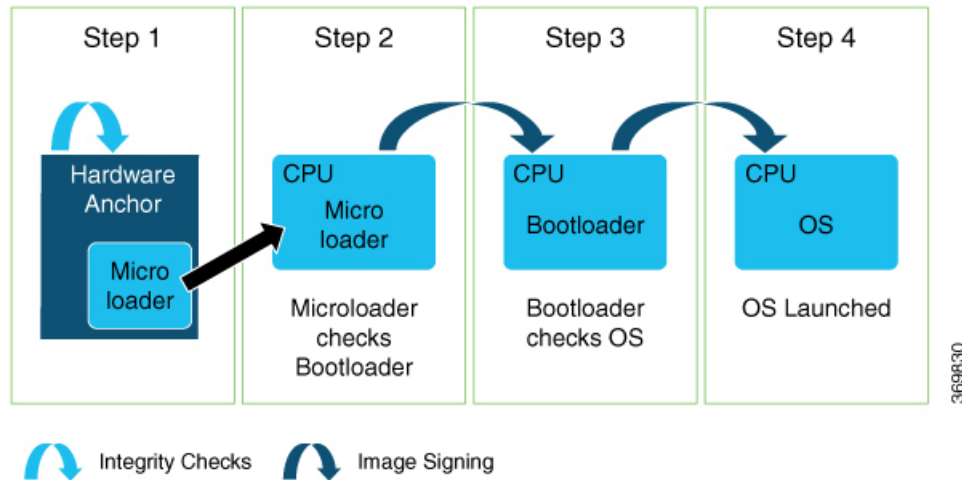 Step 1
Step 2
Step 3
Step 4
Hardware
Anchor
Micro
loader
CPU
Micro
loader
CPU
Bootloader
CPU
OS
Microloader
checks
Bootloader
Bootloader
checks OS
OS Launched
369830
Integrity Checks
Image Signing